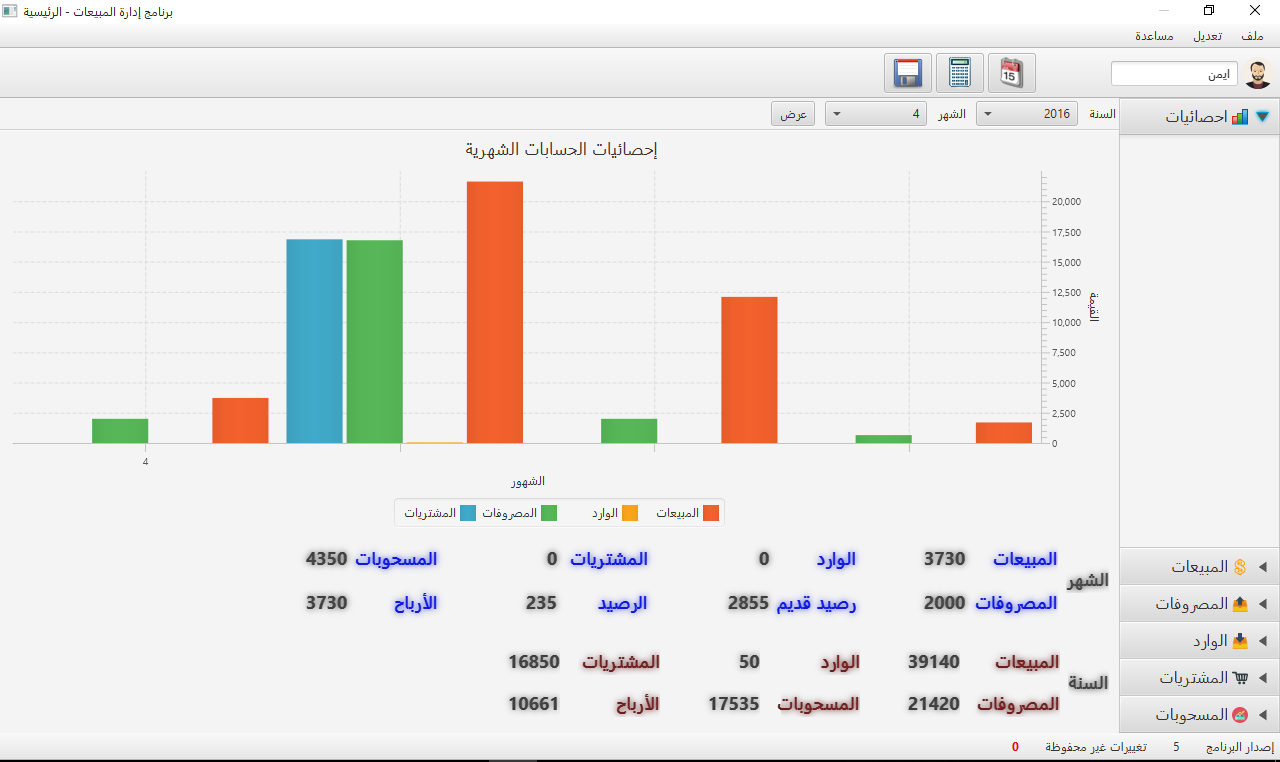 برنامج إدارة المبيعات - الرئيسية
ملف تعديل مساعدة
ايمن
15
احصائيات
السنة 2016 الشهر 4 عرض
إحصائيات الحسابات الشهرية
20,000
17,500
15,000
12,500
10,000
7,500
5,000
2,500
0
القيمة
4
الشهور
المبيعات الوارد المصروفات المشتريات
الشهر
المبيعات 3730 الوارد 0 المشتريات 0 المسحوبات 4350
المصروفات 2000 رصيد قديم 2855 الرصيد 235 الأرباح 3730
السنة
المبيعات 39140 الوارد 50 المشتريات 16850
المصروفات 21420 المسحوبات 17535 الأرباح 10661
المبيعات
المصروفات
الوارد
المشتريات
المسحوبات
إصدار البرنامج 5 تغييرات غير محفوظة 0